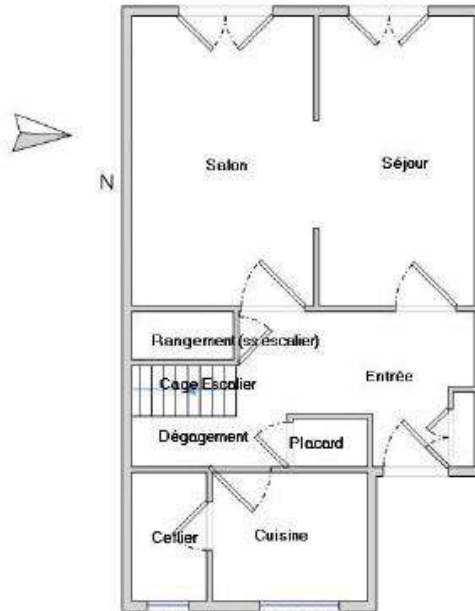 Salon
Séjour
N
Rangement (ss escalier)
Cage Escalier
Entrée
Dégagement
Placard
Cellier
Cuisine